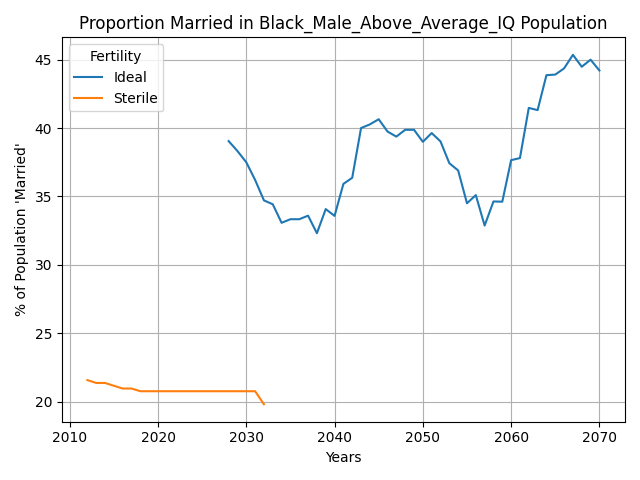 Proportion Married in Black_Male_Above_Average_IQ Population
Fertility
Ideal
Sterile
% of Population 'Married'
45
40
35
30
25
20
2010 2020 2030 2040 2050 2060 2070
Years